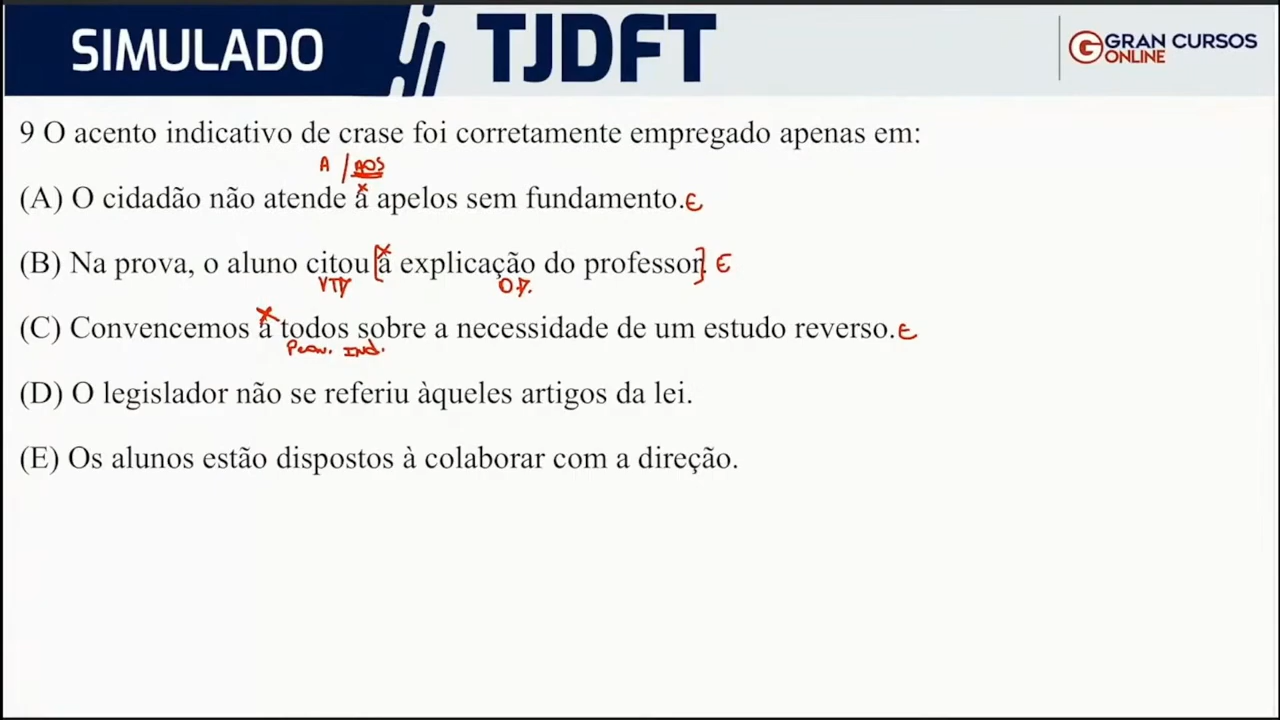 SIMULADO
TJDFT
GRAN CURSOS
ONLINE
9 O acento indicativo de crase foi corretamente empregado apenas em:
A / AOS
(A) O cidadão não atende à apelos sem fundamento. E
(B) Na prova, o aluno citou [à explicação do professor]. E
VTD O.D.
(C) Convencemos à todos sobre a necessidade de um estudo reverso. E
PRON. IND.
(D) O legislador não se referiu àqueles artigos da lei.
(E) Os alunos estão dispostos à colaborar com a direção.